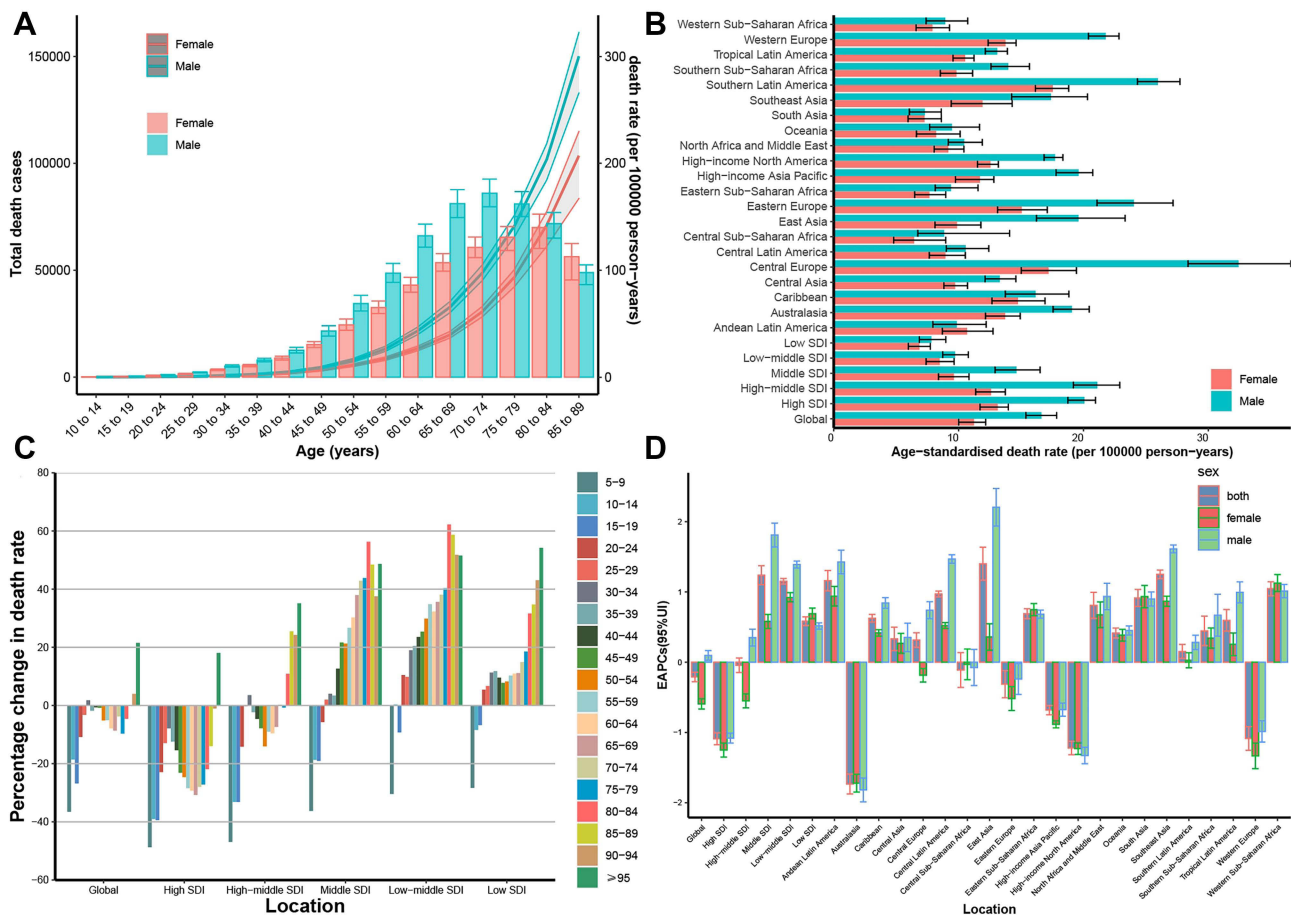 A
Female
Male
Female
Male
Total death cases
150000
100000
50000
0
death rate (per 100000 person−years)
300
200
100
0
10 to 14
15 to 19
20 to 24
25 to 29
30 to 34
35 to 39
40 to 44
45 to 49
50 to 54
55 to 59
60 to 64
65 to 69
70 to 74
75 to 79
80 to 84
85 to 89
Age (years)
B
Western Sub−Saharan Africa
Western Europe
Tropical Latin America
Southern Sub−Saharan Africa
Southern Latin America
Southeast Asia
South Asia
Oceania
North Africa and Middle East
High−income North America
High−income Asia Pacific
Eastern Sub−Saharan Africa
Eastern Europe
East Asia
Central Sub−Saharan Africa
Central Latin America
Central Europe
Central Asia
Caribbean
Australasia
Andean Latin America
Low SDI
Low−middle SDI
Middle SDI
High−middle SDI
High SDI
Global
Female
Male
0
10
20
30
Age−standardised death rate (per 100000 person−years)
C
Percentage change in death rate
80
60
40
20
0
−20
−40
−60
Global
High SDI
High−middle SDI
Middle SDI
Low−middle SDI
Low SDI
Location
5−9
10−14
15−19
20−24
25−29
30−34
35−39
40−44
45−49
50−54
55−59
60−64
65−69
70−74
75−79
80−84
85−89
90−94
≥95
D
sex
both
female
male
EAPCs(95%UI)
2
1
0
−1
−2
Global
High SDI
High−middle SDI
Middle SDI
Low−middle SDI
Low SDI
Andean Latin America
Australasia
Caribbean
Central Asia
Central Europe
Central Latin America
Central Sub−Saharan Africa
East Asia
Eastern Europe
Eastern Sub−Saharan Africa
High−income Asia Pacific
High−income North America
North Africa and Middle East
Oceania
South Asia
Southeast Asia
Southern Latin America
Southern Sub−Saharan Africa
Tropical Latin America
Western Europe
Western Sub−Saharan Africa
Location